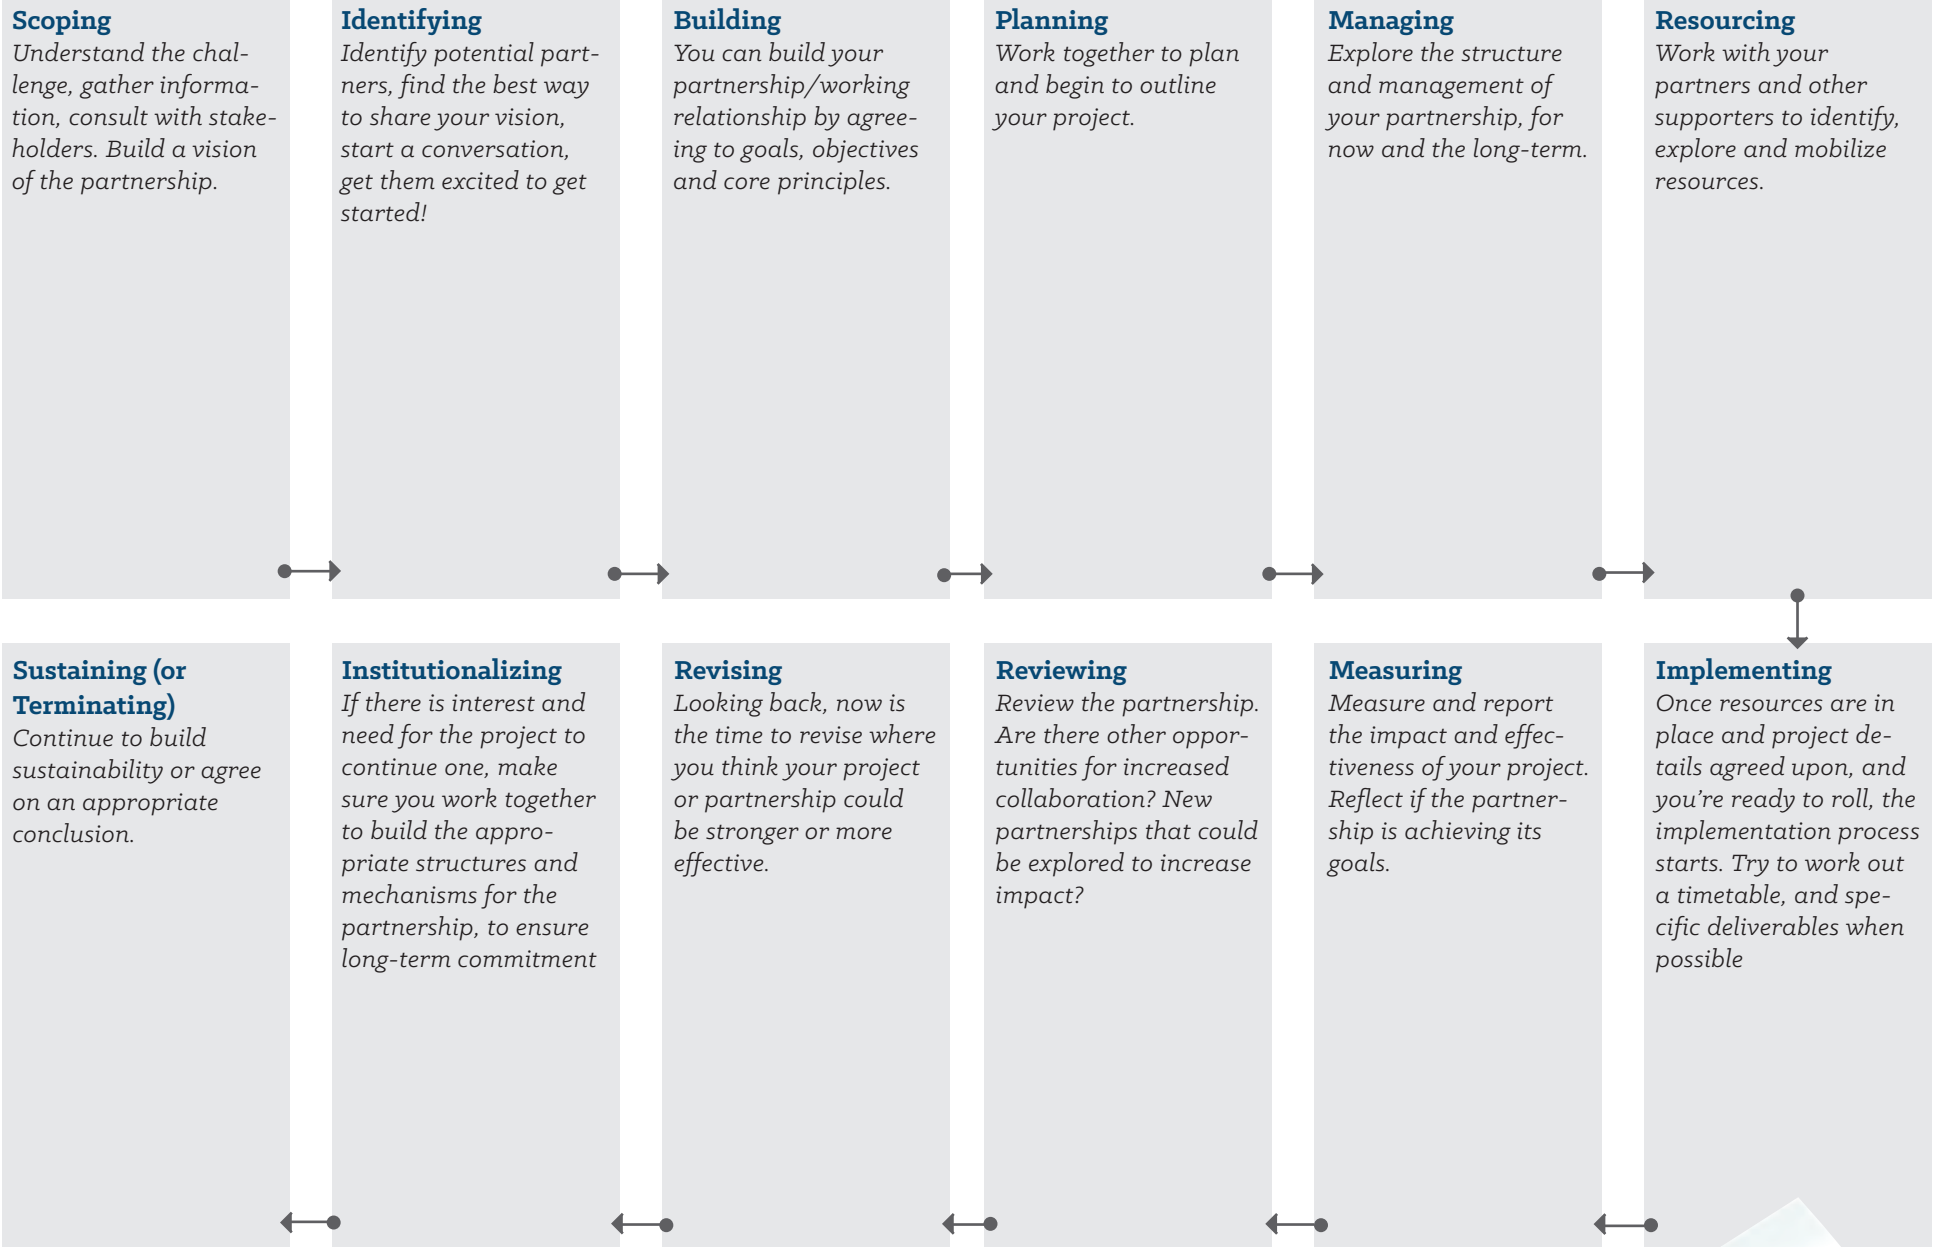 Scoping
Understand the chal-
lenge, gather informa-
tion, consult with stake-
holders. Build a vision
of the partnership.
Identifying
Identify potential part-
ners, find the best way
to share your vision,
start a conversation,
get them excited to get
started!
Building
You can build your
partnership/working
relationship by agree-
ing to goals, objectives
and core principles.
Planning
Work together to plan
and begin to outline
your project.
Managing
Explore the structure
and management of
your partnership, for
now and the long-term.
Resourcing
Work with your
partners and other
supporters to identify,
explore and mobilize
resources.
Implementing
Once resources are in
place and project de-
tails agreed upon, and
you're ready to roll, the
implementation process
starts. Try to work out
a timetable, and spe-
cific deliverables when
possible
Measuring
Measure and report
the impact and effec-
tiveness of your project.
Reflect if the partner-
ship is achieving its
goals.
Reviewing
Review the partnership.
Are there other oppor-
tunities for increased
collaboration? New
partnerships that could
be explored to increase
impact?
Revising
Looking back, now is
the time to revise where
you think your project
or partnership could
be stronger or more
effective.
Institutionalizing
If there is interest and
need for the project to
continue one, make
sure you work together
to build the appro-
priate structures and
mechanisms for the
partnership, to ensure
long-term commitment
Sustaining (or
Terminating)
Continue to build
sustainability or agree
on an appropriate
conclusion.